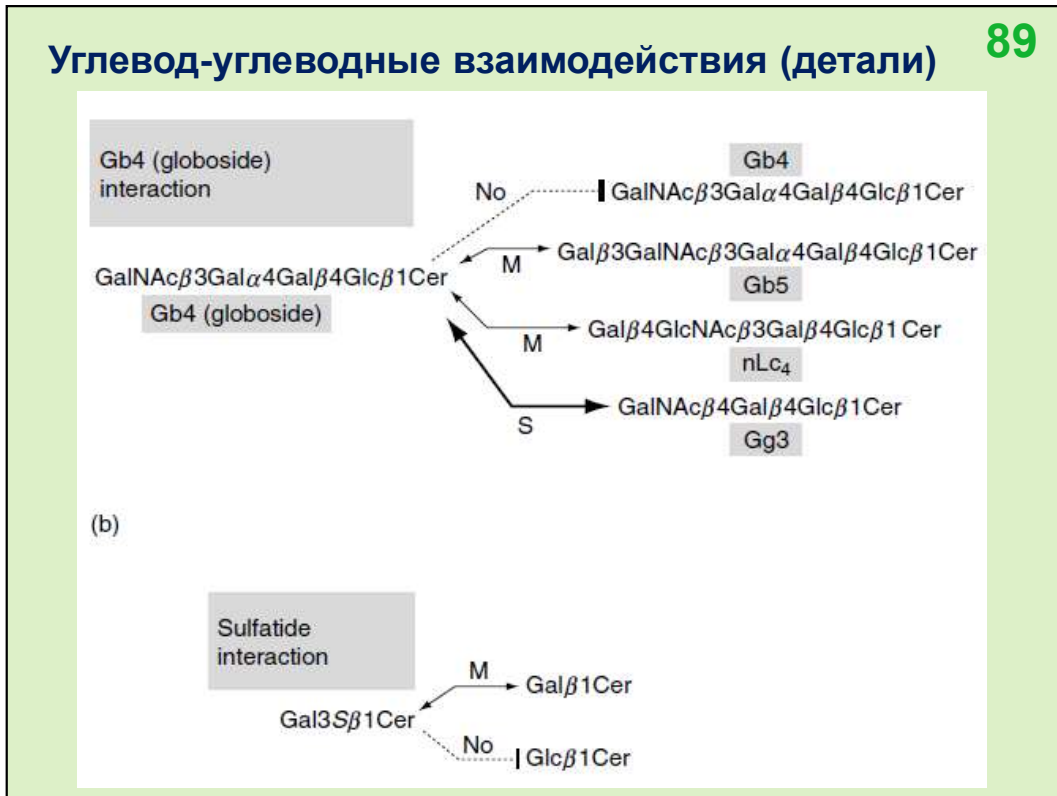 Углевод-углеводные взаимодействия (детали)
89
Gb4 (globoside)
interaction
Gb4
No
GalNAcβ3Galα4Galβ4Glcβ1Cer
Galβ3GalNAcβ3Galα4Galβ4Glcβ1Cer
M
GalNAcβ3Galα4Galβ4Glcβ1Cer
Gb5
Gb4 (globoside)
Galβ4GlcNAcβ3Galβ4Glcβ1 Cer
M
nLc4
GalNAcβ4Galβ4Glcβ1Cer
S
Gg3
(b)
Sulfatide
interaction
M
Galβ1Cer
Gal3Sβ1Cer
No
Glcβ1Cer